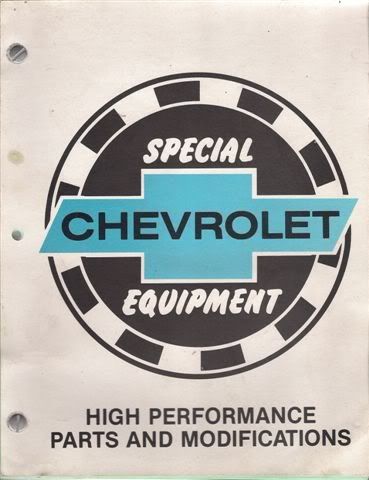 SPECIAL
CHEVROLET
EQUIPMENT
HIGH PERFORMANCE
PARTS AND MODIFICATIONS